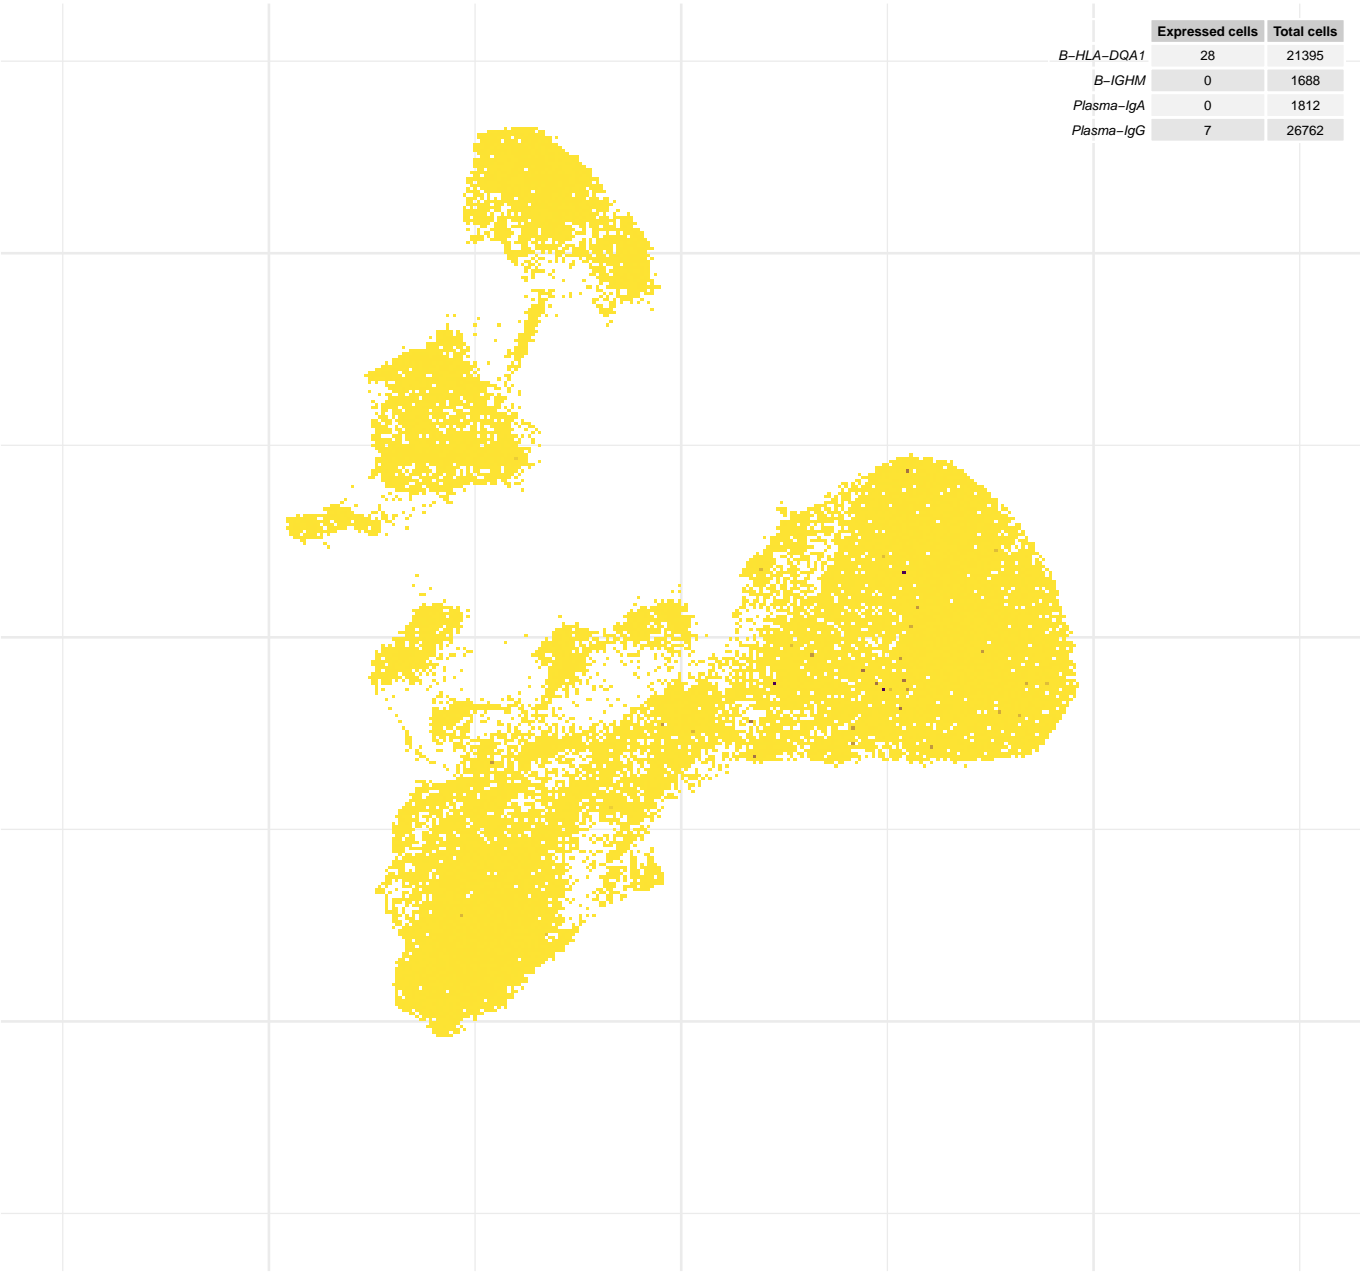 Expressed cells Total cells
B−HLA−DQA1 28 21395
B−IGHM 0 1688
Plasma−IgA 0 1812
Plasma−IgG 7 26762